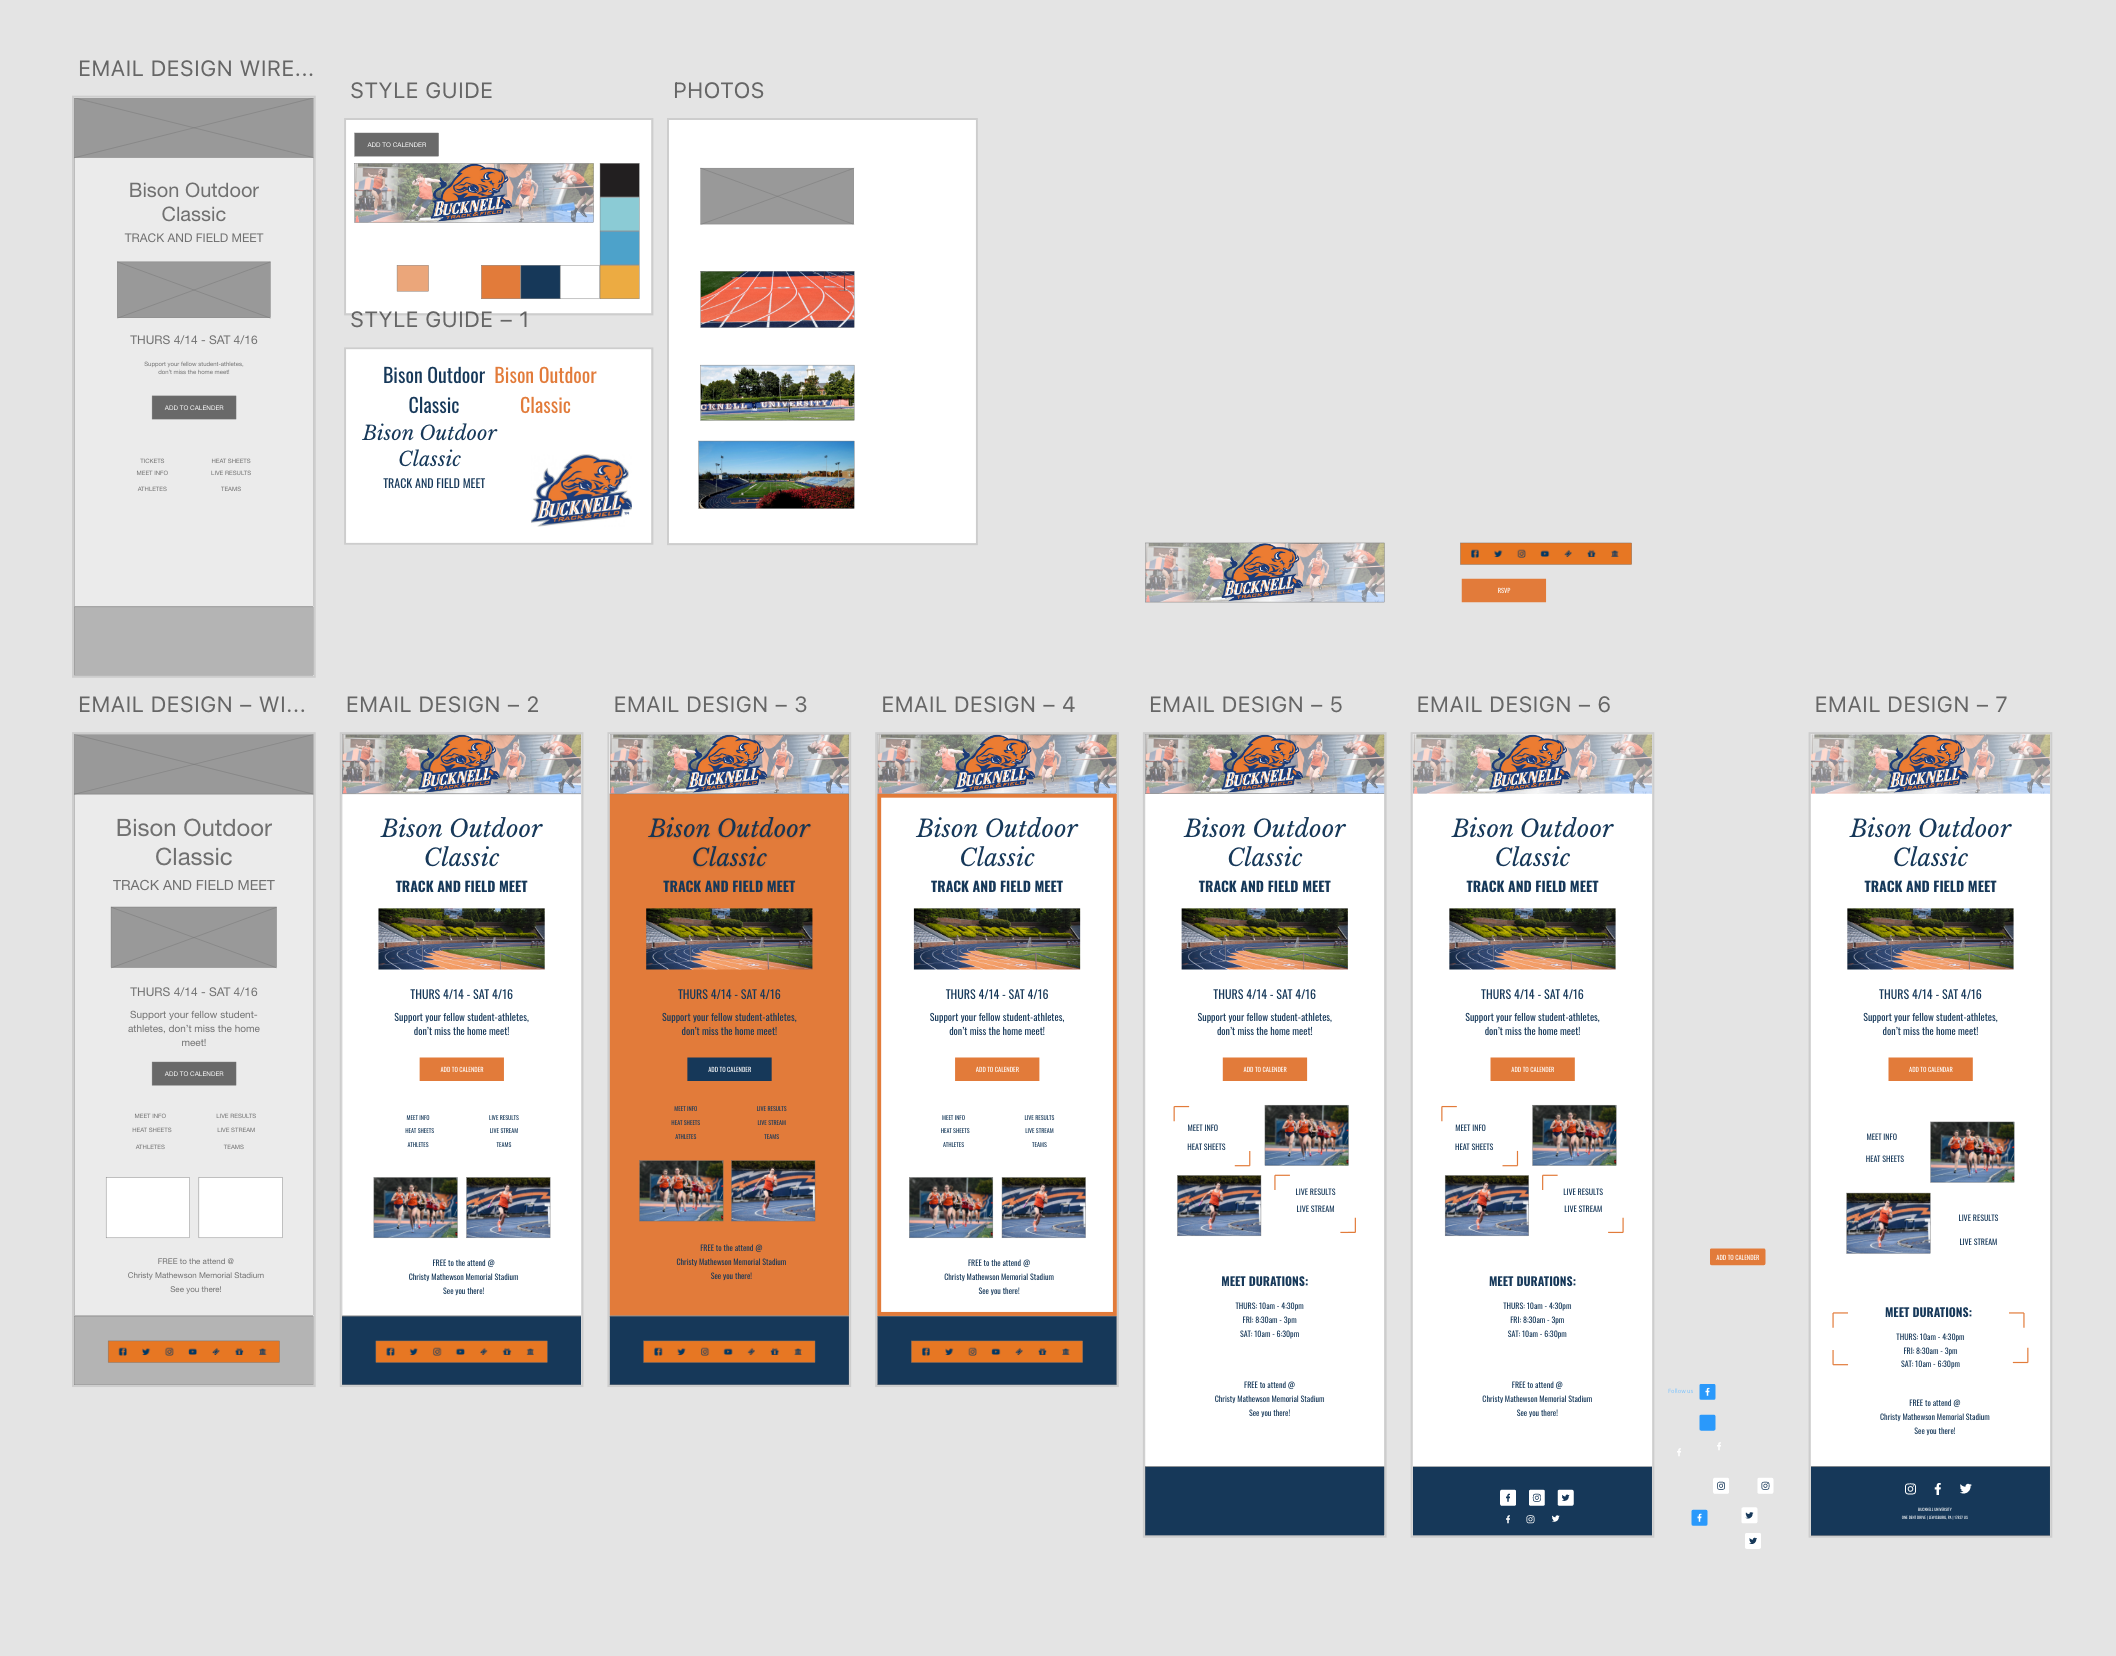 EMAIL DESIGN WIRE...
Bison Outdoor
Classic
TRACK AND FIELD MEET
THURS 4/14 - SAT 4/16
Support your fellow student-athletes,
don't miss the home meet!
ADD TO CALENDER
TICKETS HEAT SHEETS
MEET INFO LIVE RESULTS
ATHLETES TEAMS
STYLE GUIDE
ADD TO CALENDER
BUCKNELL
TRACK & FIELD
STYLE GUIDE – 1
Bison Outdoor Bison Outdoor
Classic Classic
Bison Outdoor
Classic
TRACK AND FIELD MEET
BUCKNELL
TRACK & FIELD
PHOTOS
CKNELL UNIVERSITY
BUCKNELL
TRACK & FIELD
RSVP
EMAIL DESIGN – WI...
Bison Outdoor
Classic
TRACK AND FIELD MEET
THURS 4/14 - SAT 4/16
Support your fellow student-
athletes, don't miss the home
meet!
ADD TO CALENDER
MEET INFO LIVE RESULTS
HEAT SHEETS LIVE STREAM
ATHLETES TEAMS
FREE to the attend @
Christy Mathewson Memorial Stadium
See you there!
EMAIL DESIGN – 2
BUCKNELL
TRACK & FIELD
Bison Outdoor
Classic
TRACK AND FIELD MEET
THURS 4/14 - SAT 4/16
Support your fellow student-athletes,
don't miss the home meet!
ADD TO CALENDER
MEET INFO LIVE RESULTS
HEAT SHEETS LIVE STREAM
ATHLETES TEAMS
FREE to the attend @
Christy Mathewson Memorial Stadium
See you there!
EMAIL DESIGN – 3
BUCKNELL
TRACK & FIELD
Bison Outdoor
Classic
TRACK AND FIELD MEET
THURS 4/14 - SAT 4/16
Support your fellow student-athletes,
don't miss the home meet!
ADD TO CALENDER
MEET INFO LIVE RESULTS
HEAT SHEETS LIVE STREAM
ATHLETES TEAMS
FREE to the attend @
Christy Mathewson Memorial Stadium
See you there!
EMAIL DESIGN – 4
BUCKNELL
TRACK & FIELD
Bison Outdoor
Classic
TRACK AND FIELD MEET
THURS 4/14 - SAT 4/16
Support your fellow student-athletes,
don't miss the home meet!
ADD TO CALENDER
MEET INFO LIVE RESULTS
HEAT SHEETS LIVE STREAM
ATHLETES TEAMS
FREE to the attend @
Christy Mathewson Memorial Stadium
See you there!
EMAIL DESIGN – 5
BUCKNELL
TRACK & FIELD
Bison Outdoor
Classic
TRACK AND FIELD MEET
THURS 4/14 - SAT 4/16
Support your fellow student-athletes,
don't miss the home meet!
ADD TO CALENDER
MEET INFO
HEAT SHEETS
LIVE RESULTS
LIVE STREAM
MEET DURATIONS:
THURS: 10am - 4:30pm
FRI: 8:30am - 3pm
SAT: 10am - 6:30pm
FREE to attend @
Christy Mathewson Memorial Stadium
See you there!
EMAIL DESIGN – 6
BUCKNELL
TRACK & FIELD
Bison Outdoor
Classic
TRACK AND FIELD MEET
THURS 4/14 - SAT 4/16
Support your fellow student-athletes,
don't miss the home meet!
ADD TO CALENDER
MEET INFO
HEAT SHEETS
LIVE RESULTS
LIVE STREAM
MEET DURATIONS:
THURS: 10am - 4:30pm
FRI: 8:30am - 3pm
SAT: 10am - 6:30pm
FREE to attend @
Christy Mathewson Memorial Stadium
See you there!
ADD TO CALENDER
Follow us
EMAIL DESIGN – 7
BUCKNELL
TRACK & FIELD
Bison Outdoor
Classic
TRACK AND FIELD MEET
THURS 4/14 - SAT 4/16
Support your fellow student-athletes,
don't miss the home meet!
ADD TO CALENDAR
MEET INFO
HEAT SHEETS
LIVE RESULTS
LIVE STREAM
MEET DURATIONS:
THURS: 10am - 4:30pm
FRI: 8:30am - 3pm
SAT: 10am - 6:30pm
FREE to attend @
Christy Mathewson Memorial Stadium
See you there!
BUCKNELL UNIVERSITY